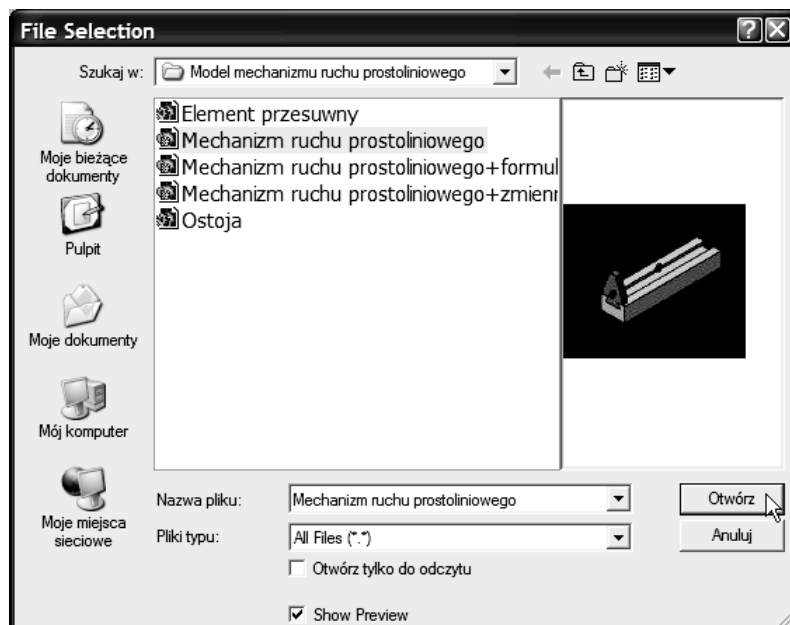 File Selection
Szukaj w:
Model mechanizmu ruchu prostoliniowego
Moje bieżące
dokumenty
Pulpit
Moje dokumenty
Mój komputer
Moje miejsca
sieciowe
Element przesuwny
Mechanizm ruchu prostoliniowego
Mechanizm ruchu prostoliniowego+formul
Mechanizm ruchu prostoliniowego+zmienn
Ostoja
Nazwa pliku:
Mechanizm ruchu prostoliniowego
Otwórz
Pliki typu:
All Files (*.*)
Anuluj
Otwórz tylko do odczytu
Show Preview